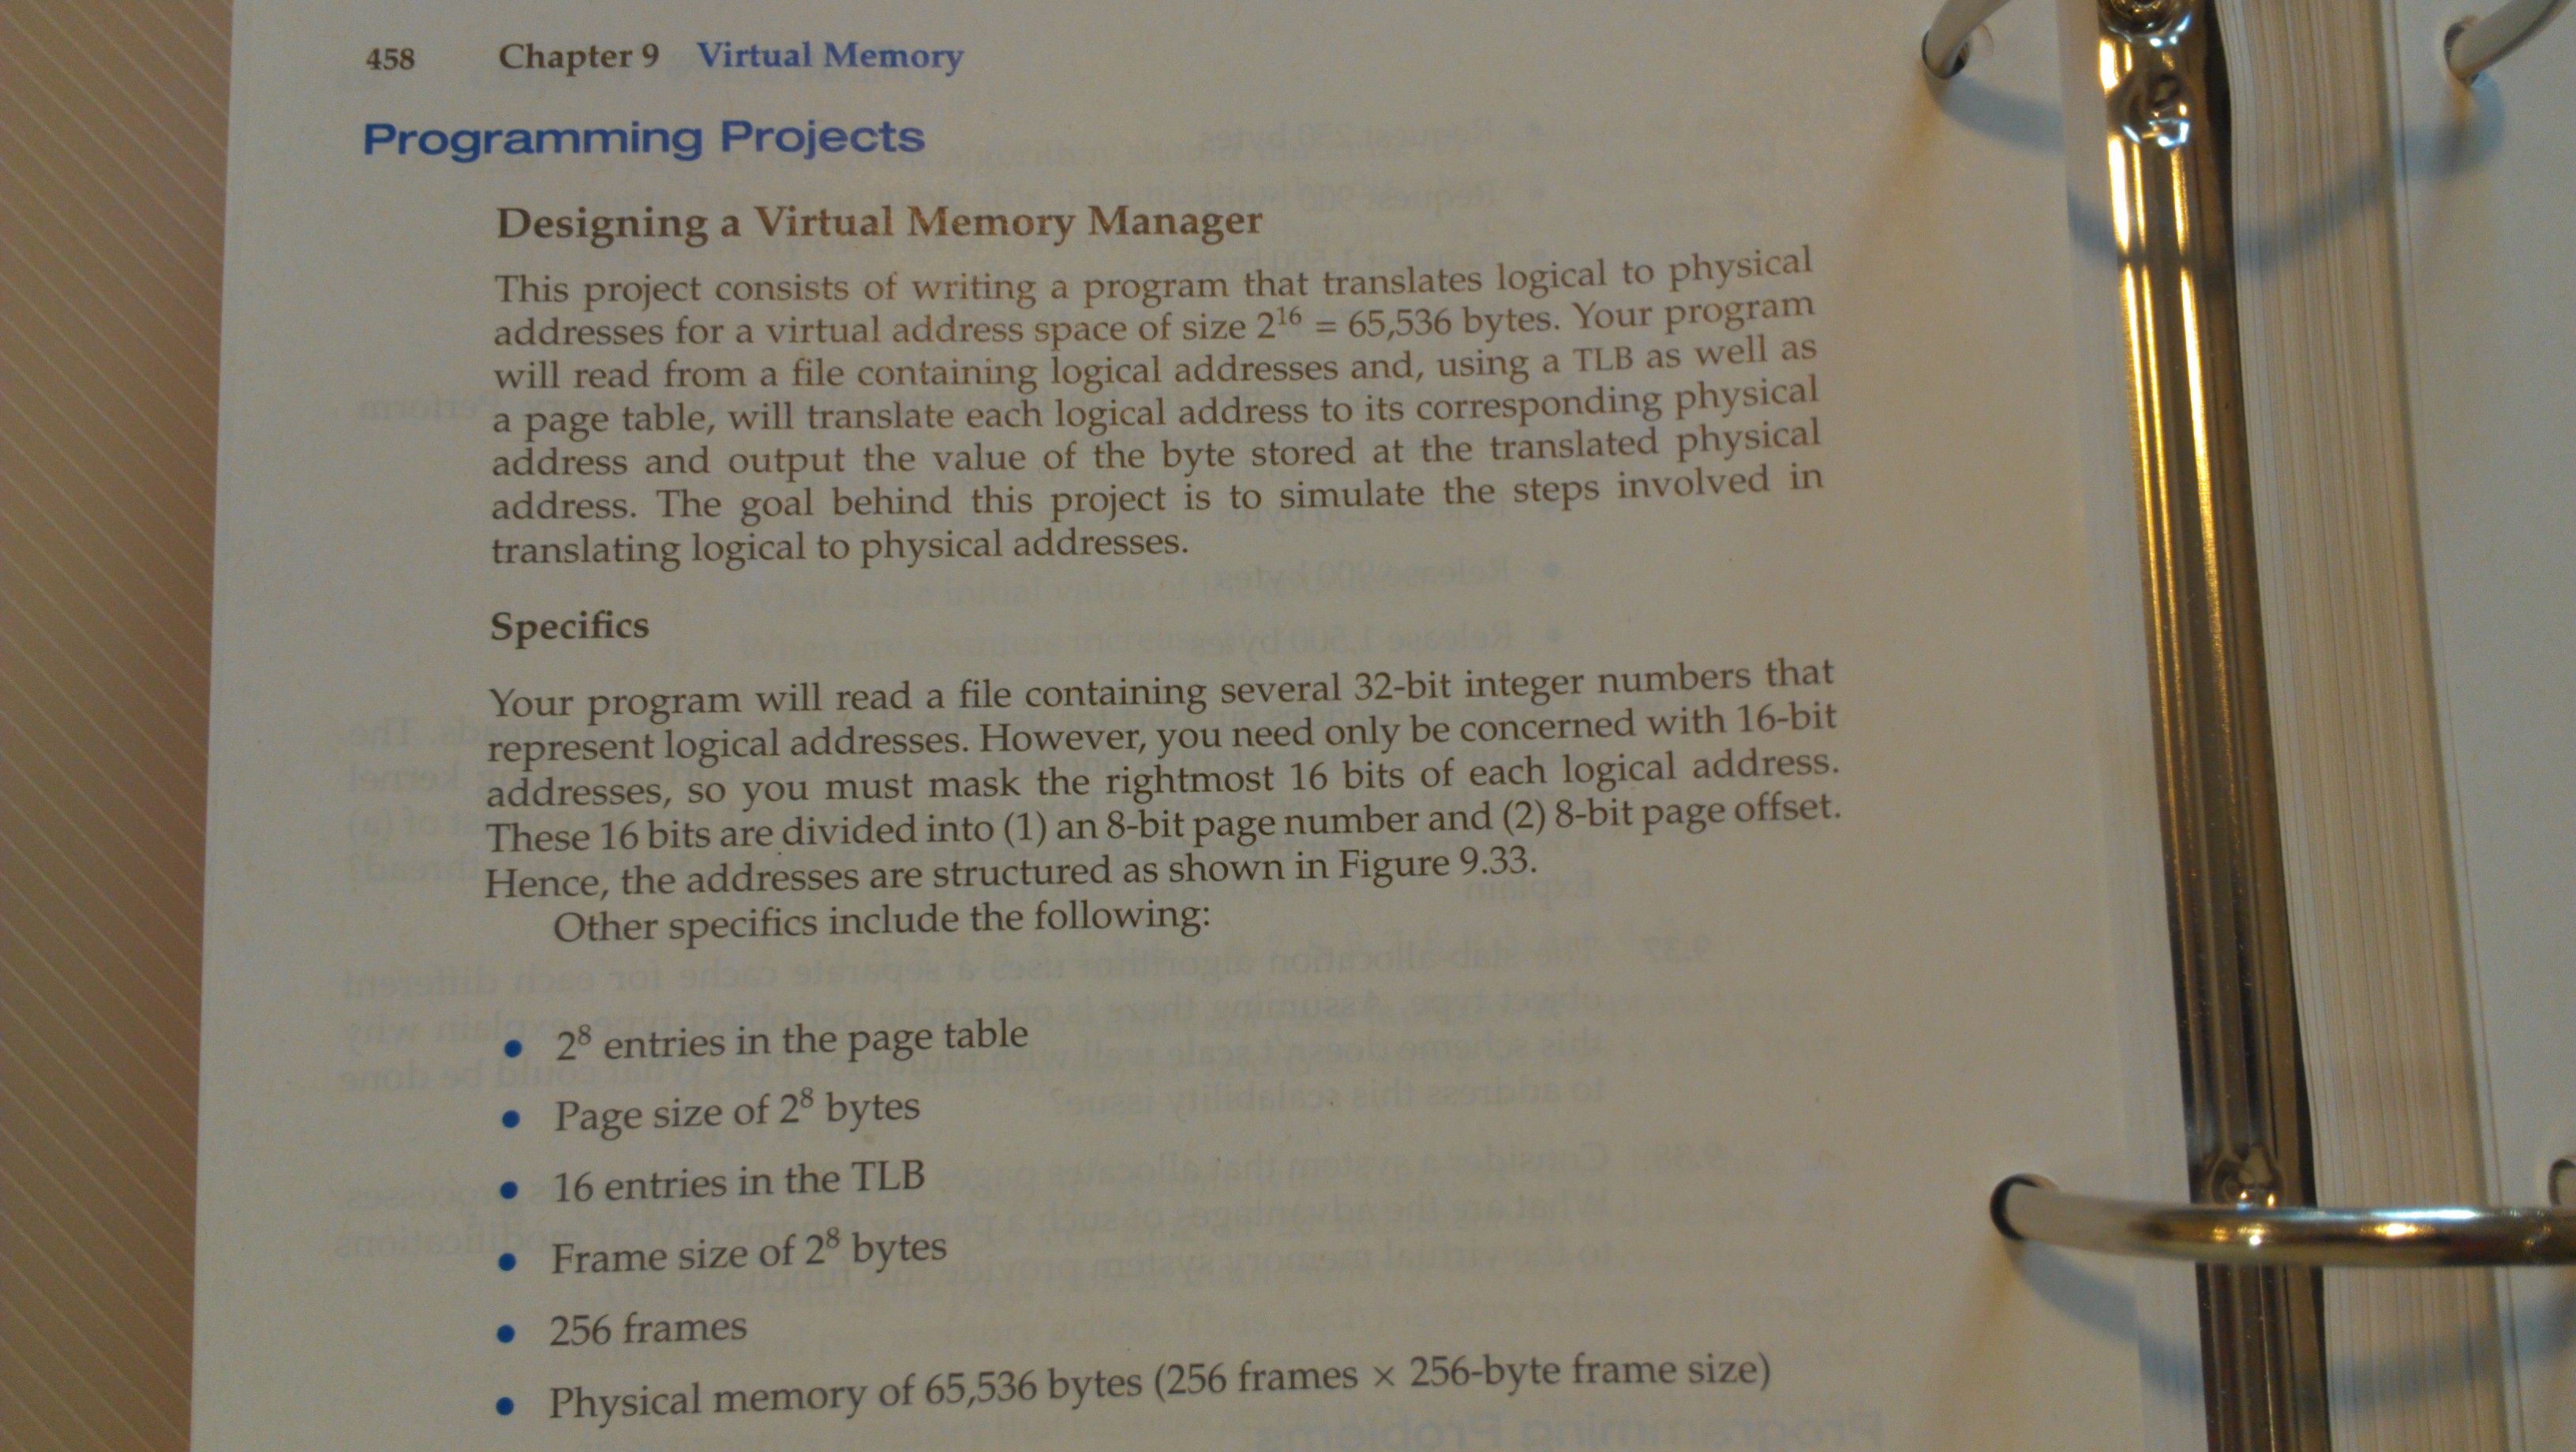 458 Chapter 9 Virtual Memory
Programming Projects
Designing a Virtual Memory Manager
This project consists of writing a program that translates logical to physical
addresses for a virtual address space of size 2¹⁶ = 65,536 bytes. Your program
will read from a file containing logical addresses and, using a TLB as well as
a page table, will translate each logical address to its corresponding physical
address and output the value of the byte stored at the translated physical
address. The goal behind this project is to simulate the steps involved in
translating logical to physical addresses.
Specifics
Your program will read a file containing several 32-bit integer numbers that
represent logical addresses. However, you need only be concerned with 16-bit
addresses, so you must mask the rightmost 16 bits of each logical address.
These 16 bits are divided into (1) an 8-bit page number and (2) 8-bit page offset.
Hence, the addresses are structured as shown in Figure 9.33.
Other specifics include the following:
• 2⁸ entries in the page table
• Page size of 2⁸ bytes
• 16 entries in the TLB
• Frame size of 2⁸ bytes
• 256 frames
• Physical memory of 65,536 bytes (256 frames × 256-byte frame size)